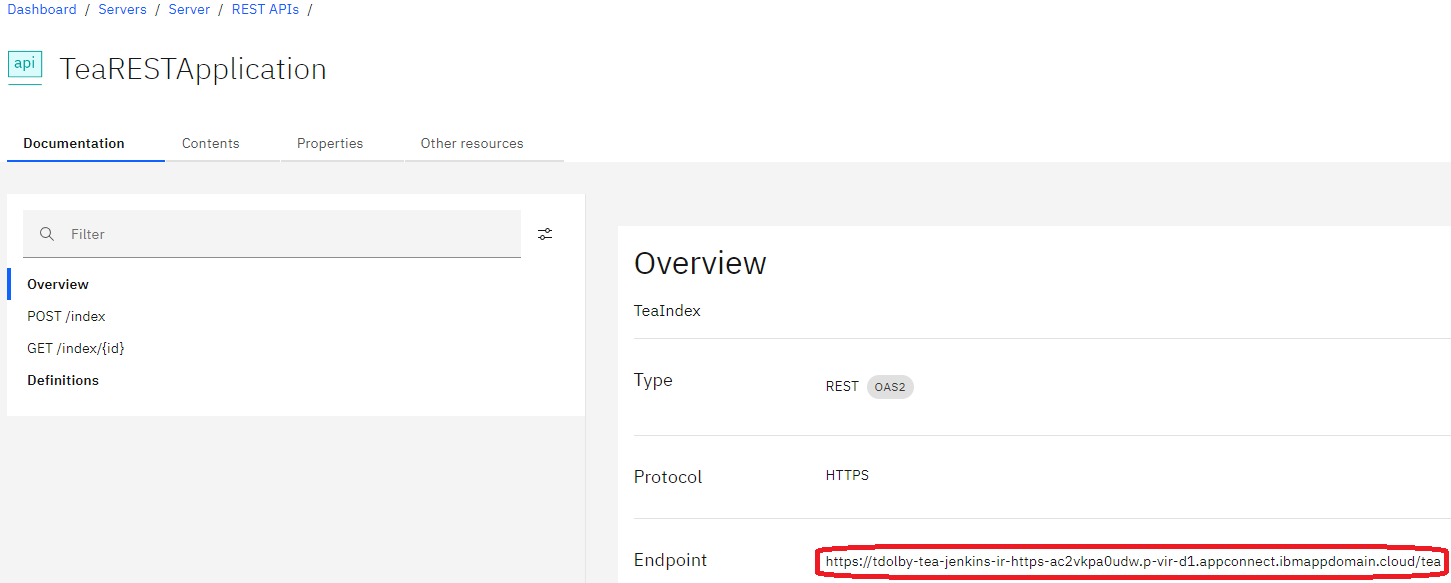 Dashboard / Servers / Server / REST APIs /
api TeaRESTApplication
Documentation Contents Properties Other resources
Filter
Overview
POST /index
GET /index/{id}
Definitions
Overview
TeaIndex
Type REST OAS2
Protocol HTTPS
Endpoint https://tdolby-tea-jenkins-ir-https-ac2vkpa0udw.p-vir-d1.appconnect.ibmappdomain.cloud/tea